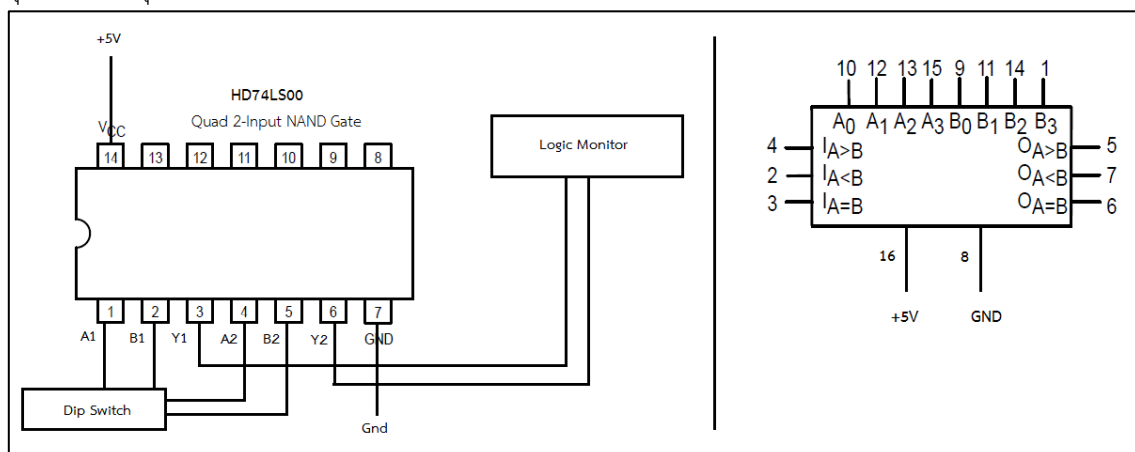 +5V
HD74LS00
Quad 2-Input NAND Gate
VCC
14 13 12 11 10 9 8
1 2 3 4 5 6 7
A1 B1 Y1 A2 B2 Y2 GND
Dip Switch
Gnd
Logic Monitor
10 12 13 15 9 11 14 1
A0 A1 A2 A3 B0 B1 B2 B3
4 IA>B OA>B 5
2 IA<B OA<B 7
3 IA=B OA=B 6
16 8
+5V GND